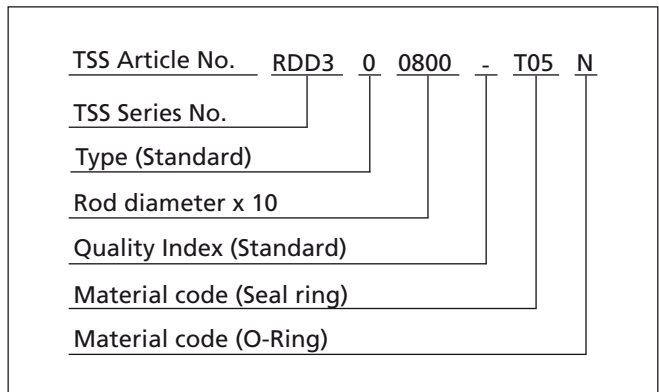 TSS Article No. RDD3 0 0800 - T05 N
TSS Series No.
Type (Standard)
Rod diameter x 10
Quality Index (Standard)
Material code (Seal ring)
Material code (O-Ring)